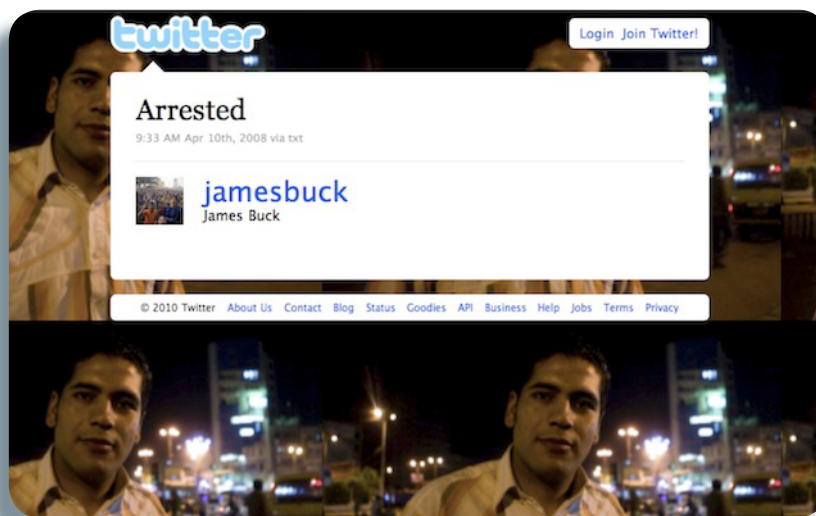 twitter
Login Join Twitter!
Arrested
9:33 AM Apr 10th, 2008 via txt
jamesbuck
James Buck
© 2010 Twitter About Us Contact Blog Status Goodies API Business Help Jobs Terms Privacy